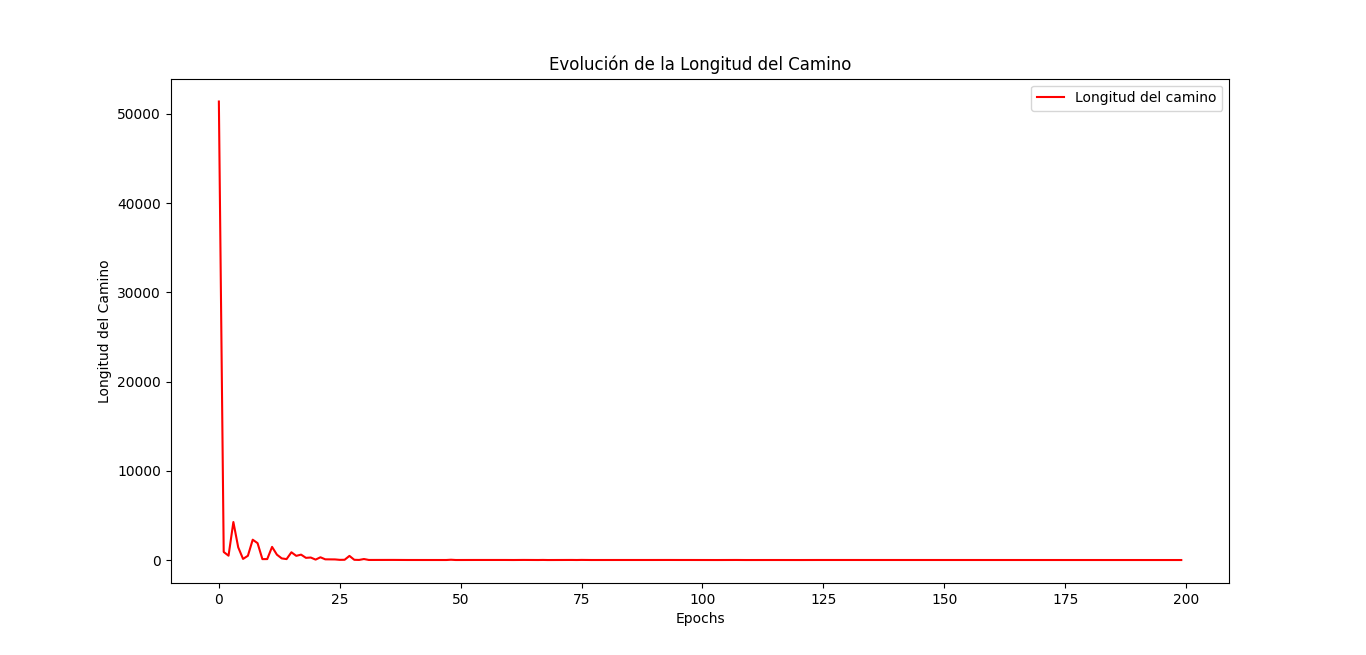 Evolución de la Longitud del Camino
Longitud del camino
50000
40000
30000
20000
10000
0
Longitud del Camino
0 25 50 75 100 125 150 175 200
Epochs